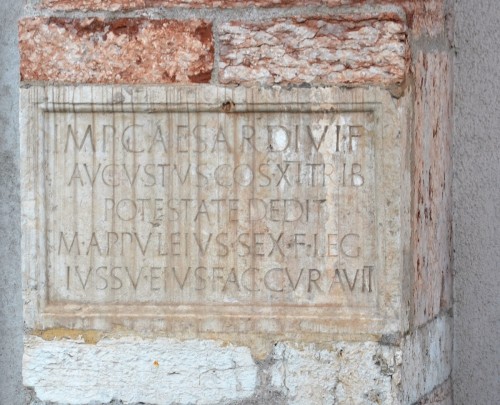 IMP CAESAR DIVI F
AVGVSTVS·COS·XI·TRIB
POTESTATE DEDIT
M·APPVLEIVS·SEX·F·LEG
IVSSV·EIVS FAC CVRAVIT